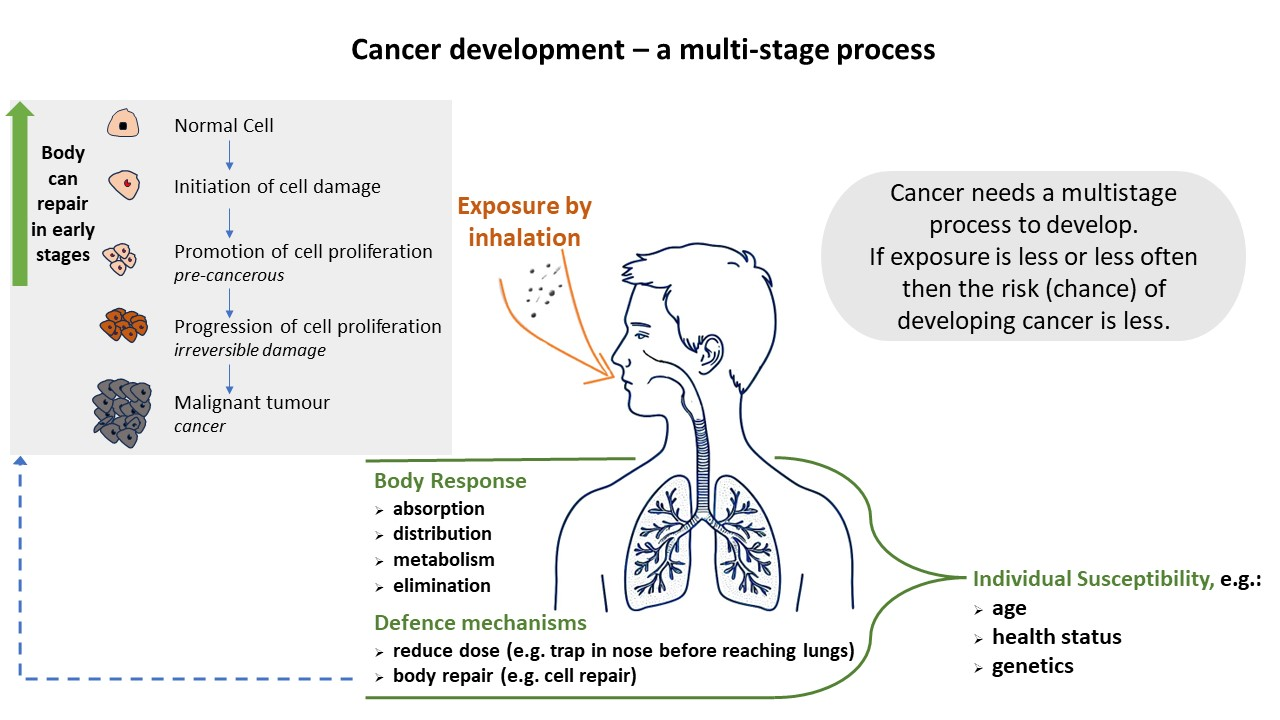 Cancer development – a multi-stage process
Body
can
repair
in early
stages
Normal Cell
Initiation of cell damage
Promotion of cell proliferation
pre-cancerous
Progression of cell proliferation
irreversible damage
Malignant tumour
cancer
Exposure by
inhalation
Cancer needs a multistage
process to develop.
If exposure is less or less often
then the risk (chance) of
developing cancer is less.
Body Response
➢ absorption
➢ distribution
➢ metabolism
➢ elimination
Defence mechanisms
➢ reduce dose (e.g. trap in nose before reaching lungs)
➢ body repair (e.g. cell repair)
Individual Susceptibility, e.g.:
➢ age
➢ health status
➢ genetics